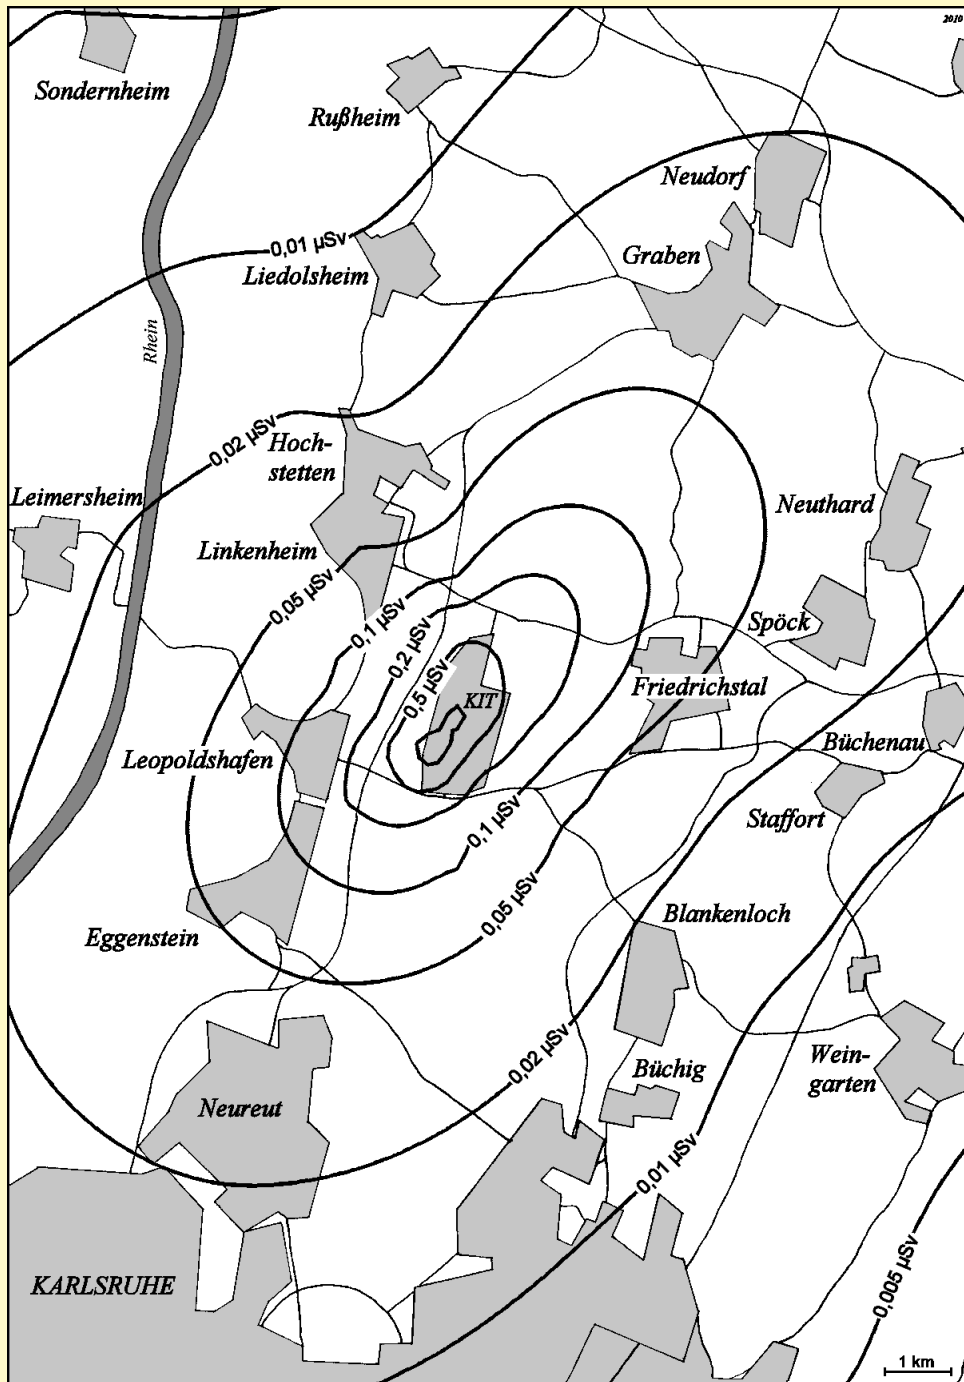 2010
Sondernheim
Rußheim
Neudorf
0,01 µSv
Graben
Liedolsheim
Rhein
0,02 µSv
Hoch-
stetten
Leimersheim
Neuthard
Linkenheim
0,05 µSv
0,1 µSv
0,2 µSv
Spöck
0,5 µSv
KIT
Friedrichstal
Büchenau
Leopoldshafen
Staffort
0,1 µSv
0,05 µSv
Blankenloch
Eggenstein
0,02 µSv
Büchig
Wein-
garten
Neureut
0,01 µSv
KARLSRUHE
0,005 µSv
1 km